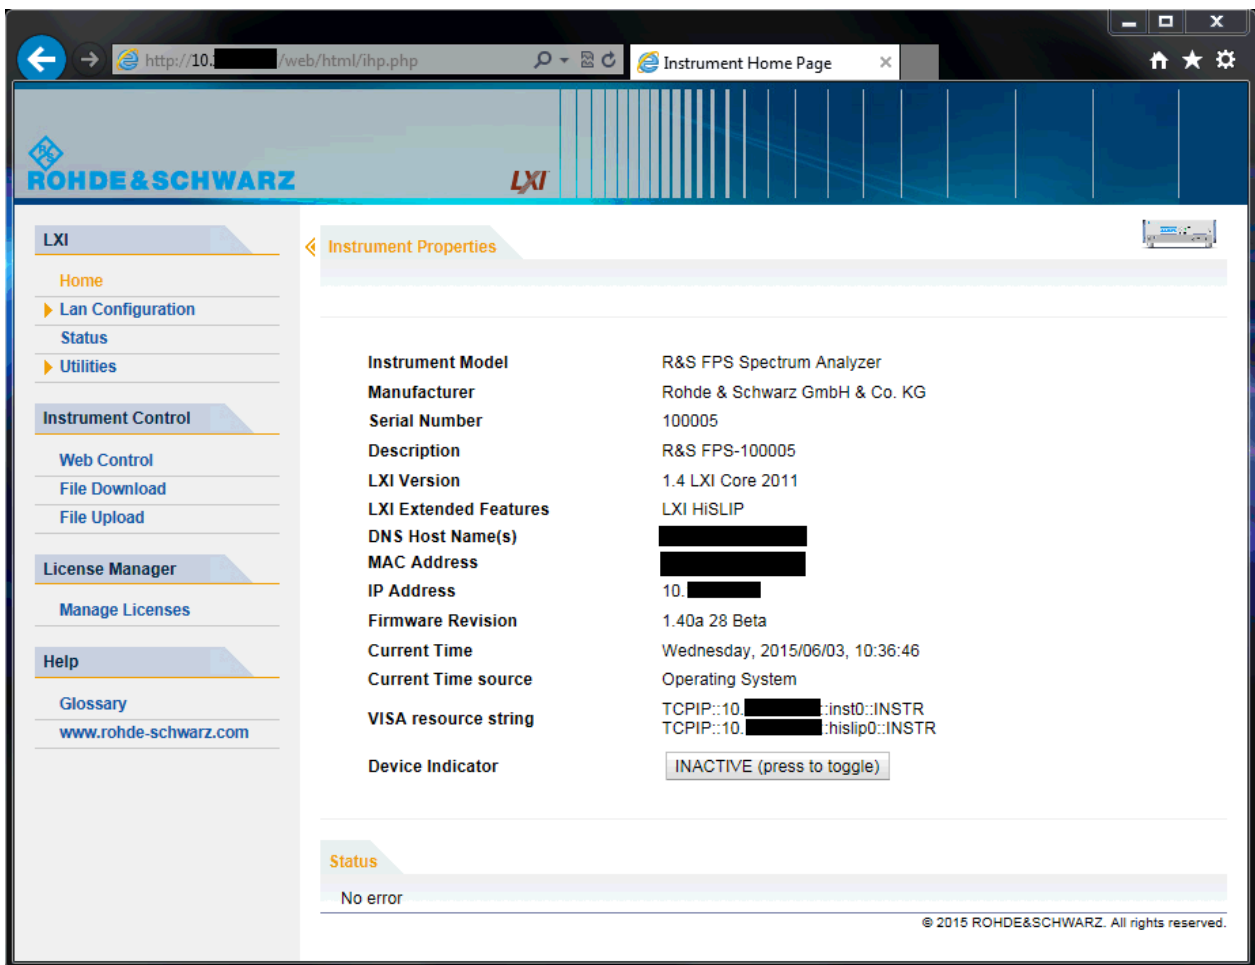 http://10.
/web/html/ihp.php
Instrument Home Page
R&S
ROHDE&SCHWARZ
LXI
LXI
Home
Lan Configuration
Status
Utilities
Instrument Control
Web Control
File Download
File Upload
License Manager
Manage Licenses
Help
Glossary
www.rohde-schwarz.com
Instrument Properties
Instrument Model R&S FPS Spectrum Analyzer
Manufacturer Rohde & Schwarz GmbH & Co. KG
Serial Number 100005
Description R&S FPS-100005
LXI Version 1.4 LXI Core 2011
LXI Extended Features LXI HiSLIP
DNS Host Name(s)
MAC Address
IP Address 10.
Firmware Revision 1.40a 28 Beta
Current Time Wednesday, 2015/06/03, 10:36:46
Current Time source Operating System
VISA resource string TCPIP::10. ::inst0::INSTR
TCPIP::10. :hislip0::INSTR
Device Indicator INACTIVE (press to toggle)
Status
No error
© 2015 ROHDE&SCHWARZ. All rights reserved.